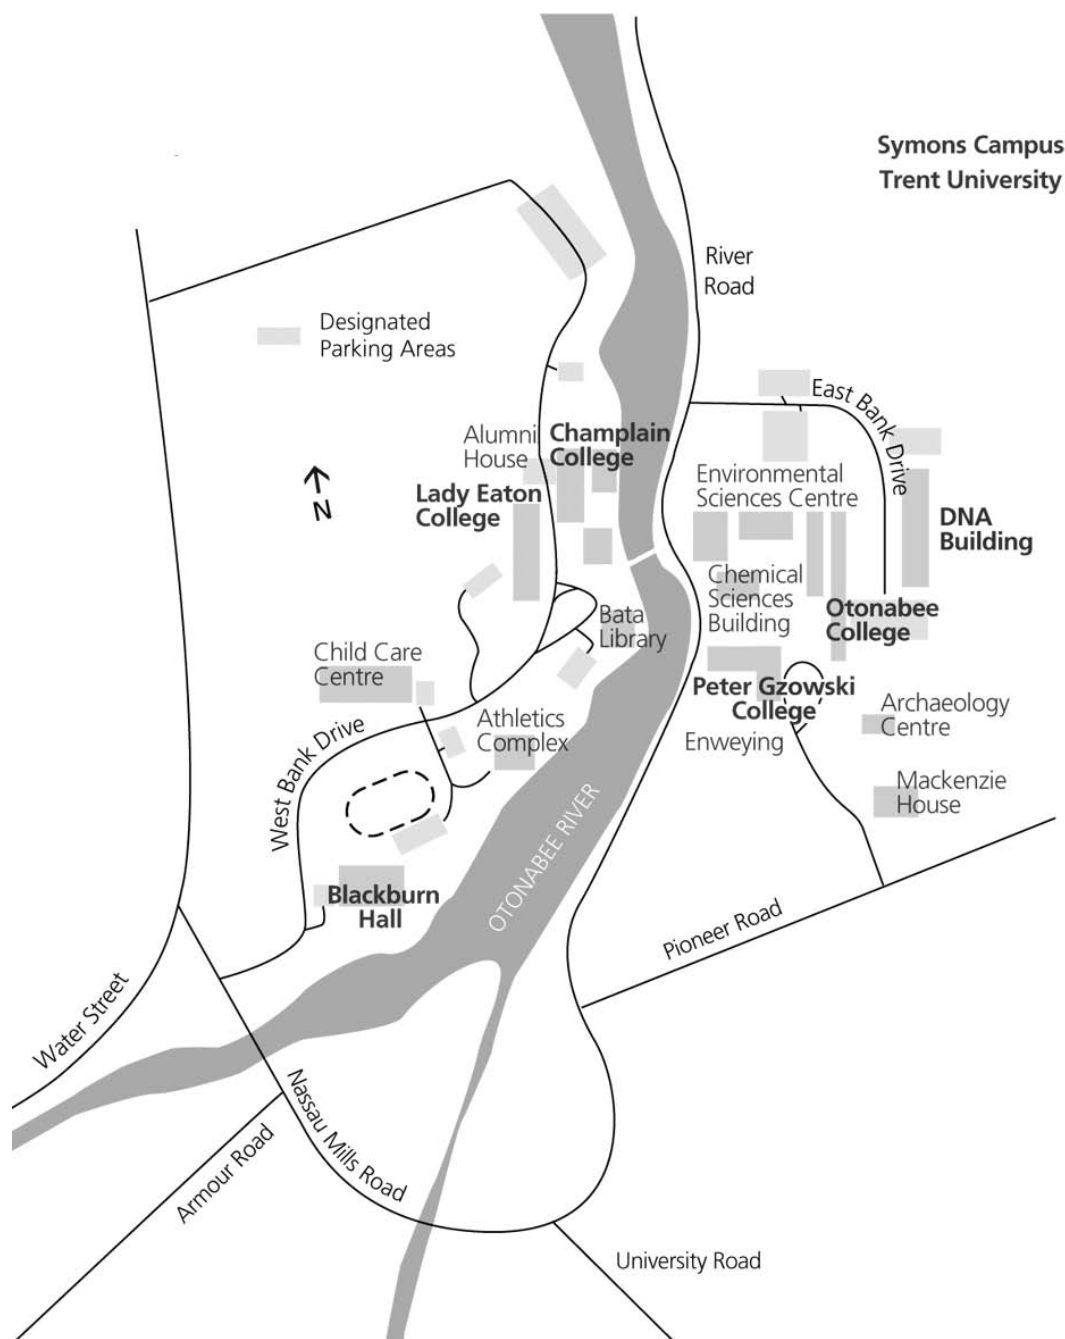 Symons Campus
Trent University
River
Road
Designated
Parking Areas
East Bank Drive
Alumni
House
Champlain
College
Lady Eaton
College
N
Environmental
Sciences Centre
DNA
Building
Chemical
Sciences
Building
Otonabee
College
Bata
Library
Child Care
Centre
Peter Gzowski
College
Enweying
Archaeology
Centre
Athletics
Complex
West Bank Drive
Mackenzie
House
OTONABEE RIVER
Blackburn
Hall
Pioneer Road
Water Street
Nassau Mills Road
Armour Road
University Road